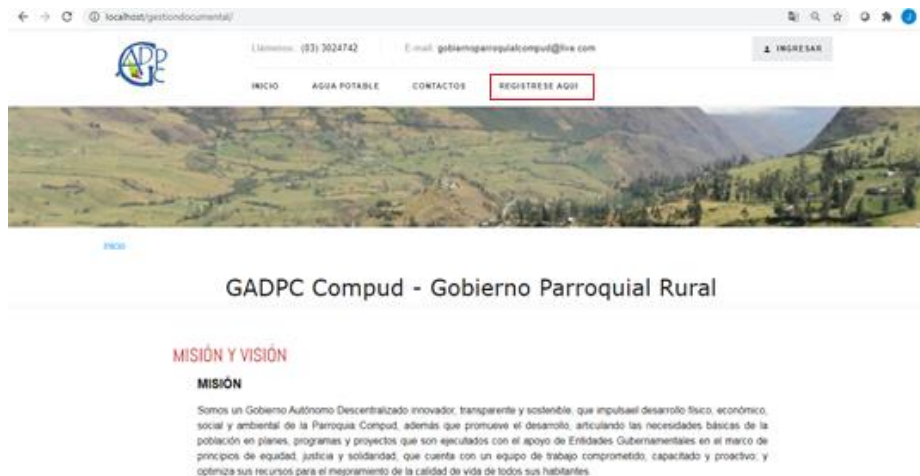 localhost/gestiondocumental/
Llámenos: (03) 3024742 E-mail: gobiernoparroquialcompud@live.com INGRESAR
INICIO AGUA POTABLE CONTACTOS REGISTRESE AQUI
INICIO
GADPC Compud - Gobierno Parroquial Rural
MISIÓN Y VISIÓN
MISIÓN
Somos un Gobierno Autónomo Descentralizado innovador, transparente y sostenible, que impulsael desarrollo físico, económico,
social y ambiental de la Parroquia Compud, además que promueve el desarrollo, articulando las necesidades básicas de la
población en planes, programas y proyectos que son ejecutados con el apoyo de Entidades Gubernamentales en el marco de
principios de equidad, justicia y solidaridad, que cuenta con un equipo de trabajo comprometido, capacitado y proactivo; y
optimiza sus recursos para el mejoramiento de la calidad de vida de todos sus habitantes.